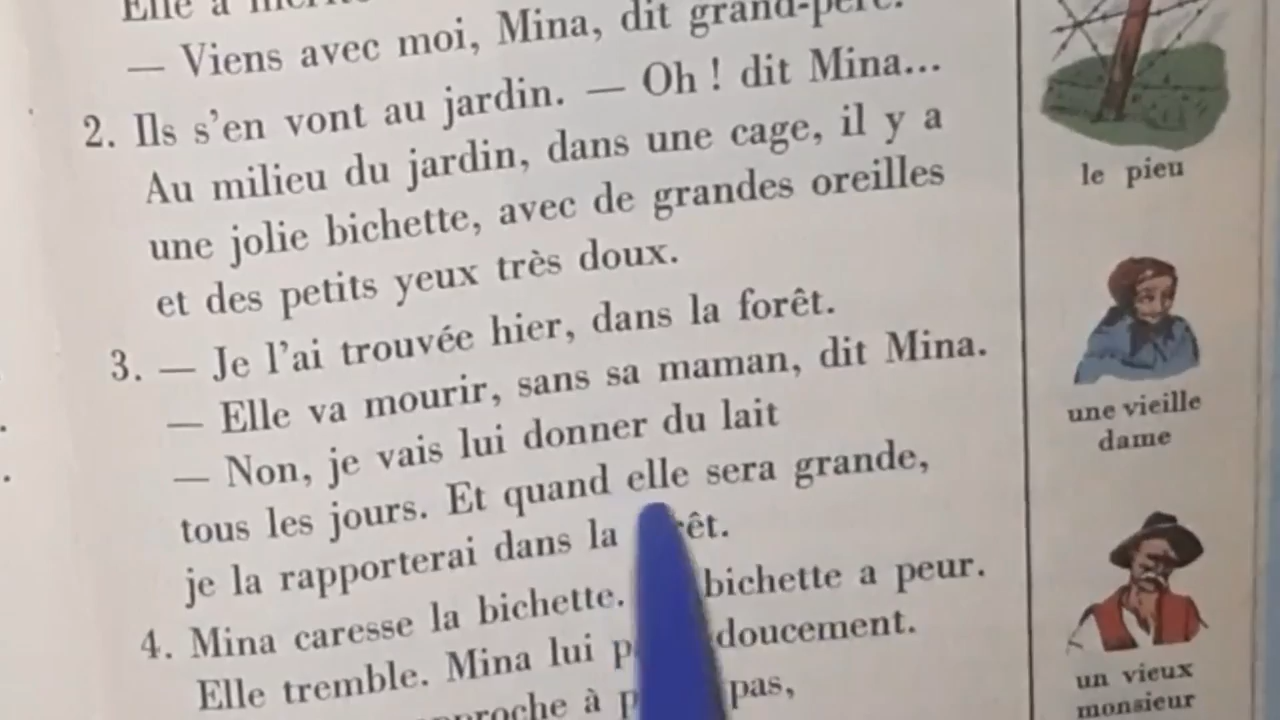 Elle a
— Viens avec moi, Mina, dit grand-père.
2. Ils s'en vont au jardin. — Oh ! dit Mina...
Au milieu du jardin, dans une cage, il y a
une jolie bichette, avec de grandes oreilles
et des petits yeux très doux.
3. — Je l'ai trouvée hier, dans la forêt.
— Elle va mourir, sans sa maman, dit Mina.
— Non, je vais lui donner du lait
tous les jours. Et quand elle sera grande,
je la rapporterai dans la êt.
4. Mina caresse la bichette. bichette a peur.
Elle tremble. Mina lui p doucement.
proche à p pas,
le pieu
une vieille
dame
un vieux
monsieur